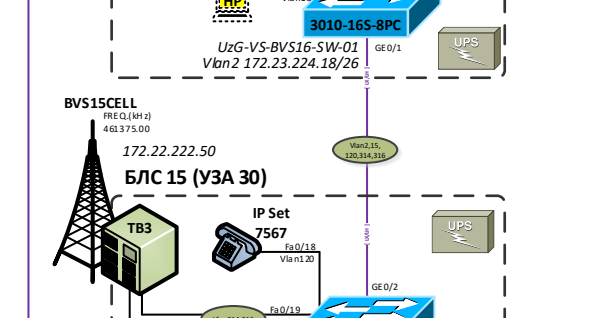 HP
3010-16S-8PC
UPS
UzG-VS-BVS16-SW-01
GE0/1
Vlan2 172.23.224.18/26
BVS15CELL
FREQ.(kHz)
461375.00
Vlan2,15,
120,314,316
172.22.222.50
БЛС 15 (УЗА 30)
IP Set
7567
TB3
UPS
Fa0/18
Vlan120
GE0/2
Fa0/19